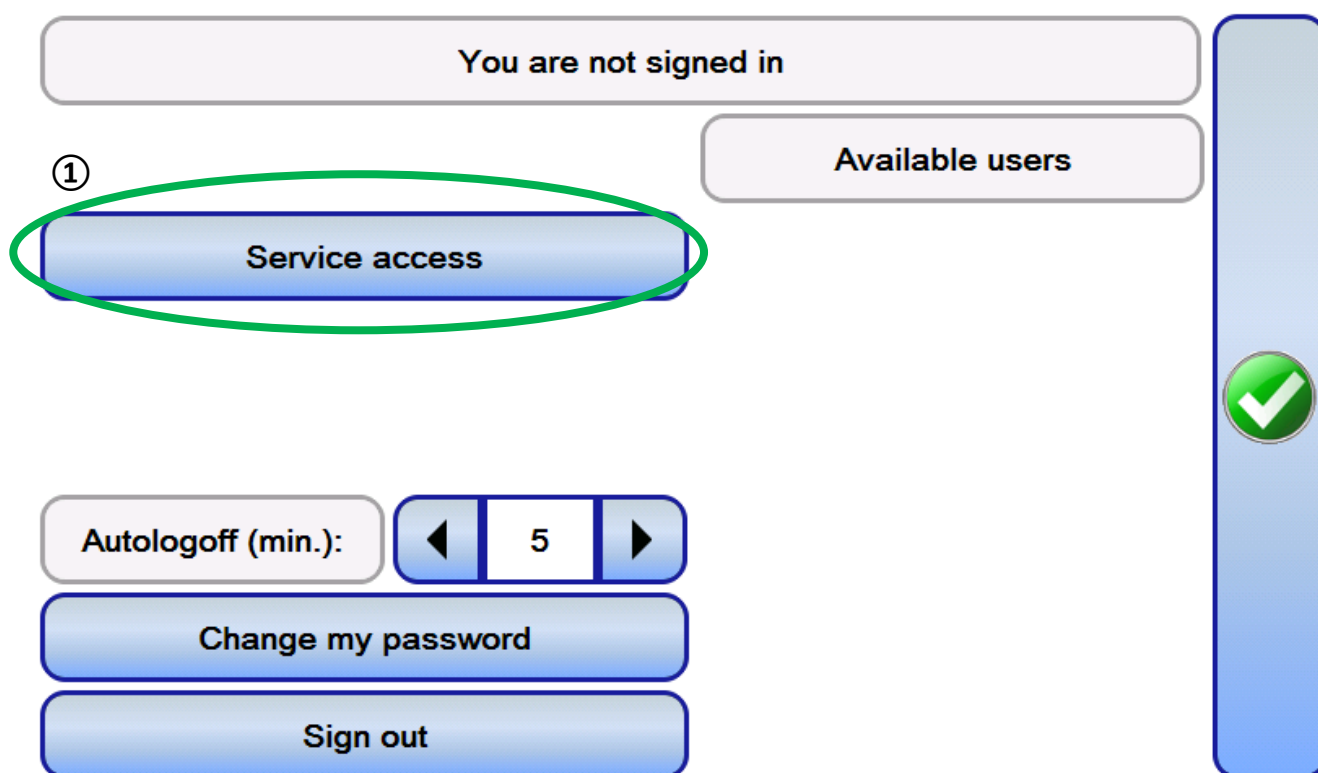 You are not signed in
Available users
①
Service access
Autologoff (min.):
5
Change my password
Sign out